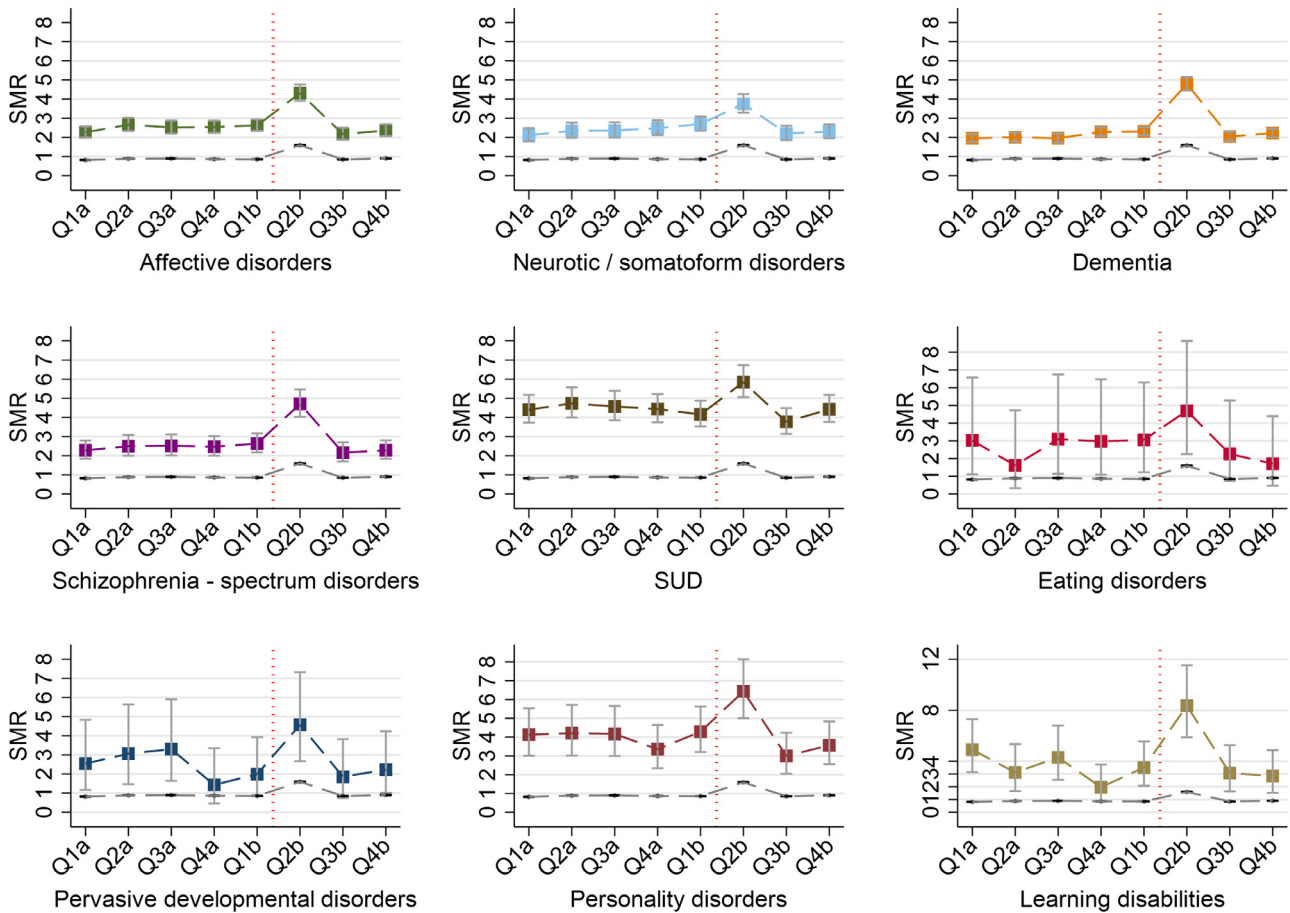 SMR
0 1 2 3 4 5 6 7 8
Q1a Q2a Q3a Q4a Q1b Q2b Q3b Q4b
Affective disorders
SMR
0 1 2 3 4 5 6 7 8
Q1a Q2a Q3a Q4a Q1b Q2b Q3b Q4b
Neurotic / somatoform disorders
SMR
0 1 2 3 4 5 6 7 8
Q1a Q2a Q3a Q4a Q1b Q2b Q3b Q4b
Dementia
SMR
0 1 2 3 4 5 6 7 8
Q1a Q2a Q3a Q4a Q1b Q2b Q3b Q4b
Schizophrenia - spectrum disorders
SMR
0 1 2 3 4 5 6 7 8
Q1a Q2a Q3a Q4a Q1b Q2b Q3b Q4b
SUD
SMR
0 1 2 3 4 5 6 7 8
Q1a Q2a Q3a Q4a Q1b Q2b Q3b Q4b
Eating disorders
SMR
0 1 2 3 4 5 6 7 8
Q1a Q2a Q3a Q4a Q1b Q2b Q3b Q4b
Pervasive developmental disorders
SMR
0 1 2 3 4 5 6 7 8
Q1a Q2a Q3a Q4a Q1b Q2b Q3b Q4b
Personality disorders
SMR
0 1 2 3 4 8 12
Q1a Q2a Q3a Q4a Q1b Q2b Q3b Q4b
Learning disabilities